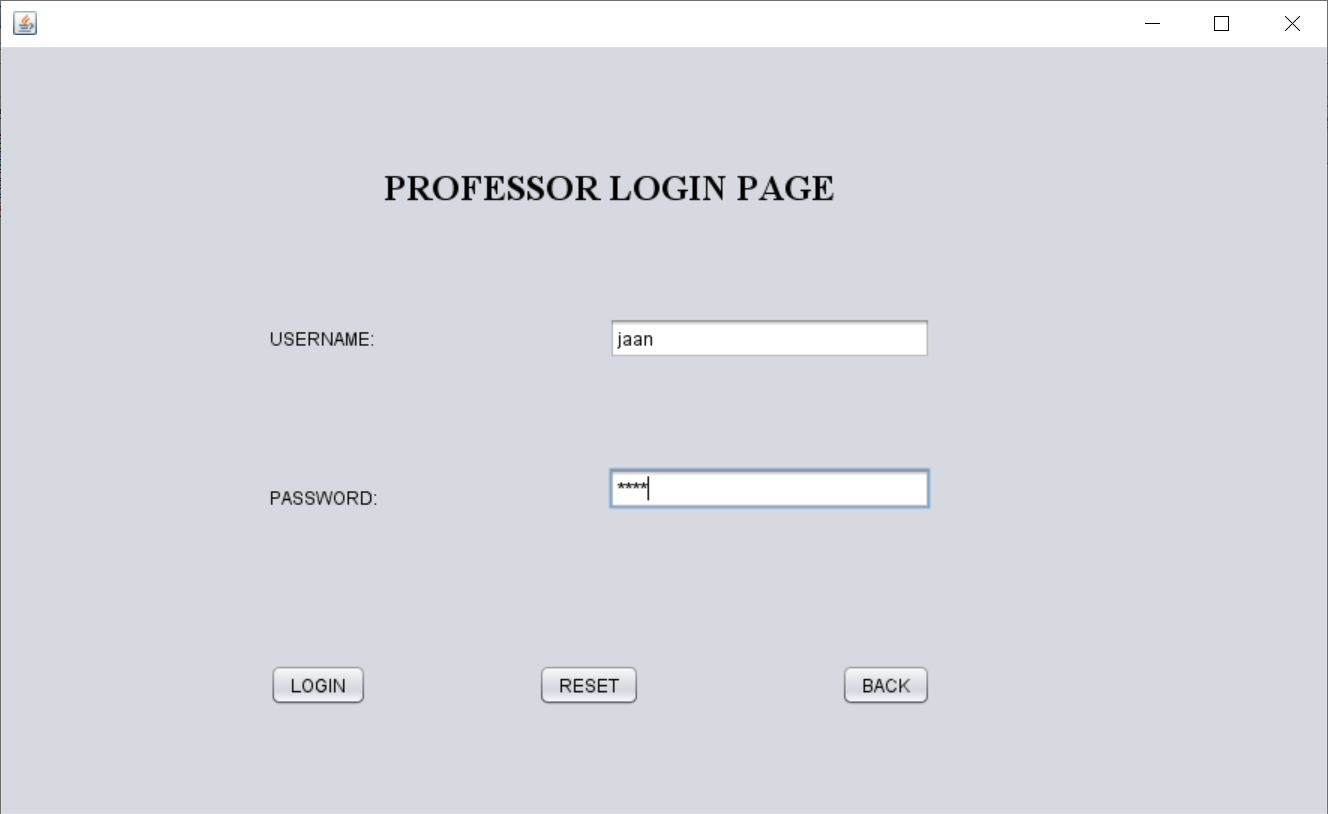 PROFESSOR LOGIN PAGE
USERNAME:
jaan
PASSWORD:
****
LOGIN
RESET
BACK